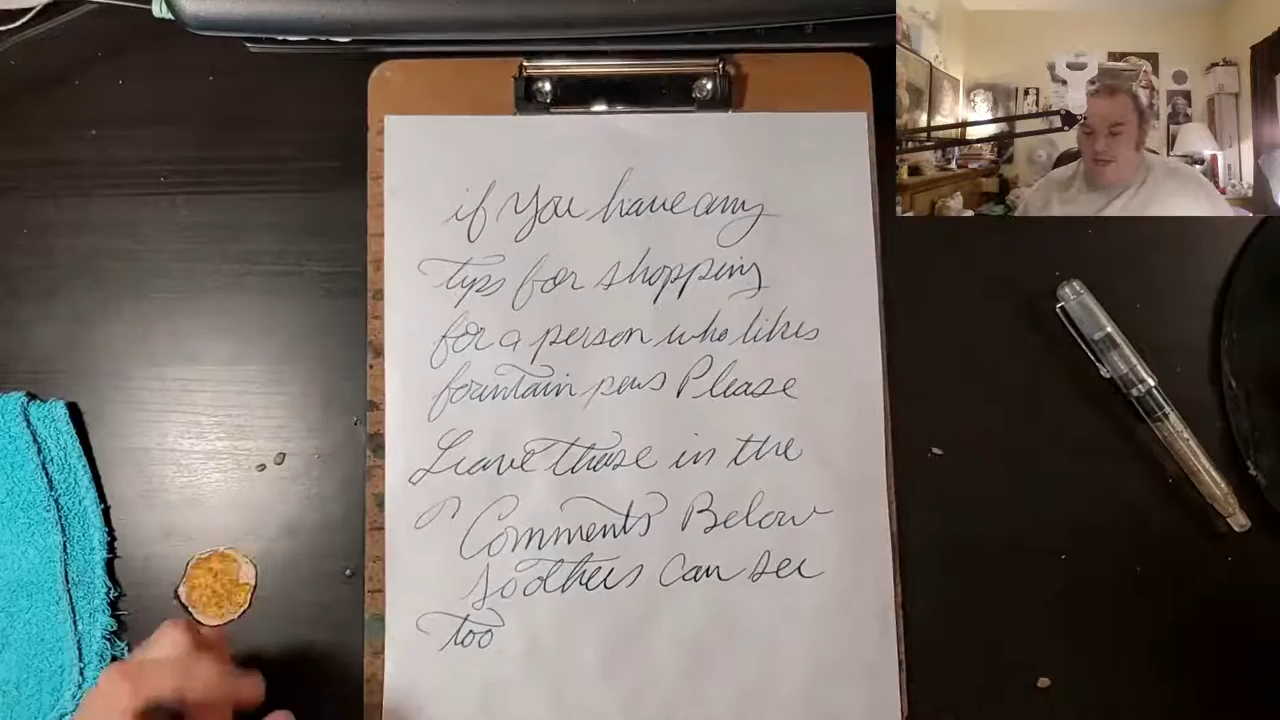 if You have any
tips for shopping
for a person who likes
fountain pens Please
Leave those in the
Comments Below
so others can see
too